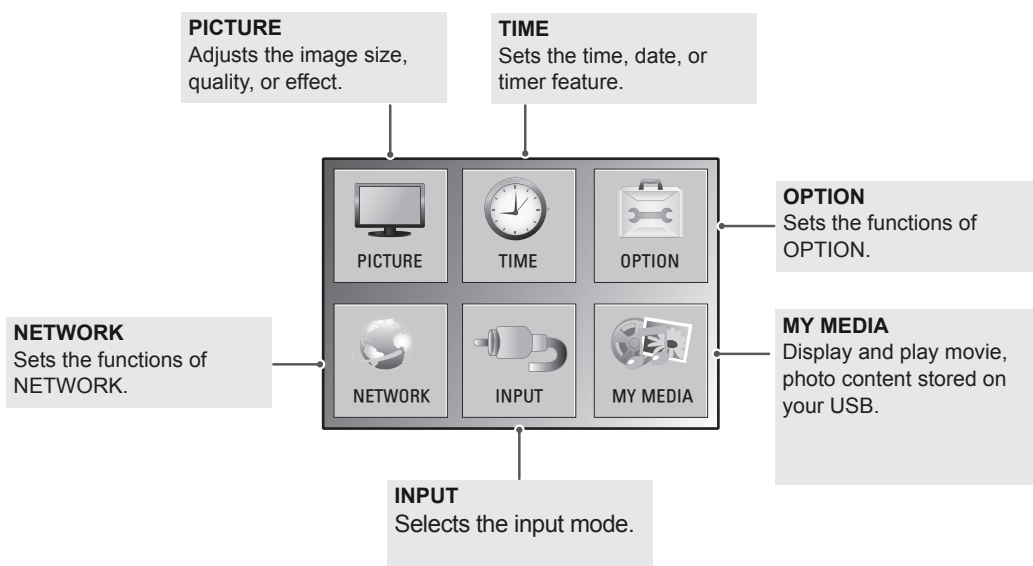 PICTURE
Adjusts the image size,
quality, or effect.
TIME
Sets the time, date, or
timer feature.
PICTURE
TIME
OPTION
OPTION
Sets the functions of
OPTION.
NETWORK
Sets the functions of
NETWORK.
NETWORK
INPUT
MY MEDIA
MY MEDIA
Display and play movie,
photo content stored on
your USB.
INPUT
Selects the input mode.